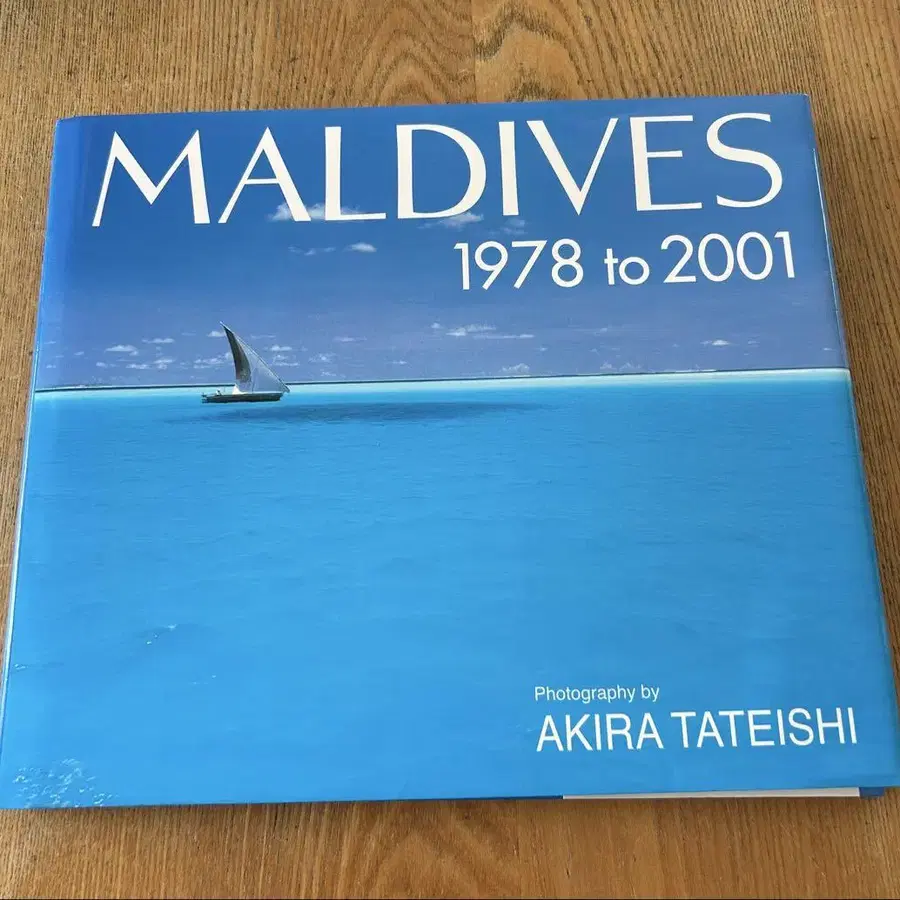 MALDIVES
1978 to 2001
Photography by
AKIRA TATEISHI